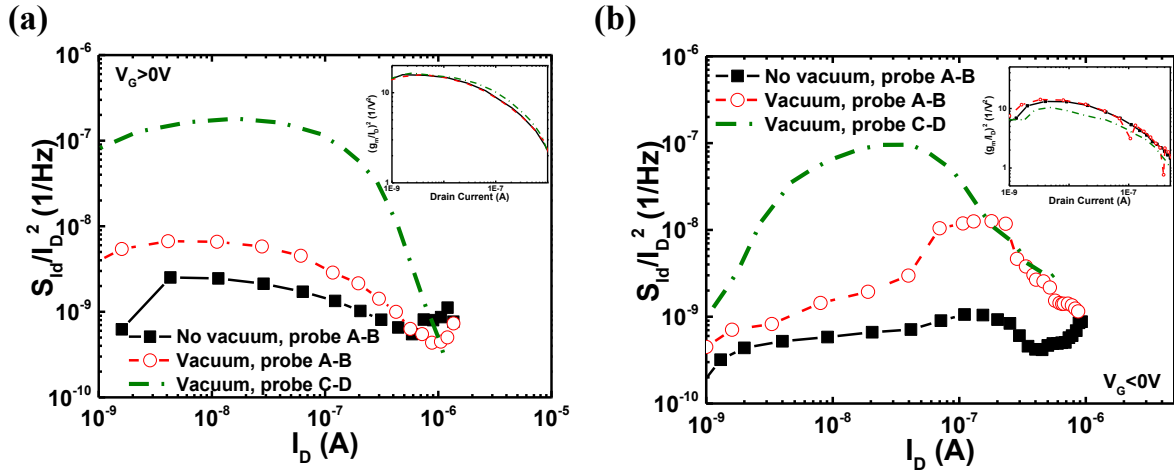 (a)
S_Id/I_D^2 (1/Hz)
10^-5
10^-6
10^-7
10^-8
10^-9
10^-10
V_G>0V
(g_m/I_D)^2 (1/V^2)
10
1
1E-9 1E-7
Drain Current (A)
No vacuum, probe A-B
Vacuum, probe A-B
Vacuum, probe C-D
10^-9 10^-8 10^-7 10^-6 10^-5
I_D (A)
(b)
S_Id/I_D^2 (1/Hz)
10^-6
10^-7
10^-8
10^-9
10^-10
No vacuum, probe A-B
Vacuum, probe A-B
Vacuum, probe C-D
(g_m/I_D)^2 (1/V^2)
10
1
1E-9 1E-7
Drain Current (A)
V_G<0V
10^-9 10^-8 10^-7 10^-6
I_D (A)